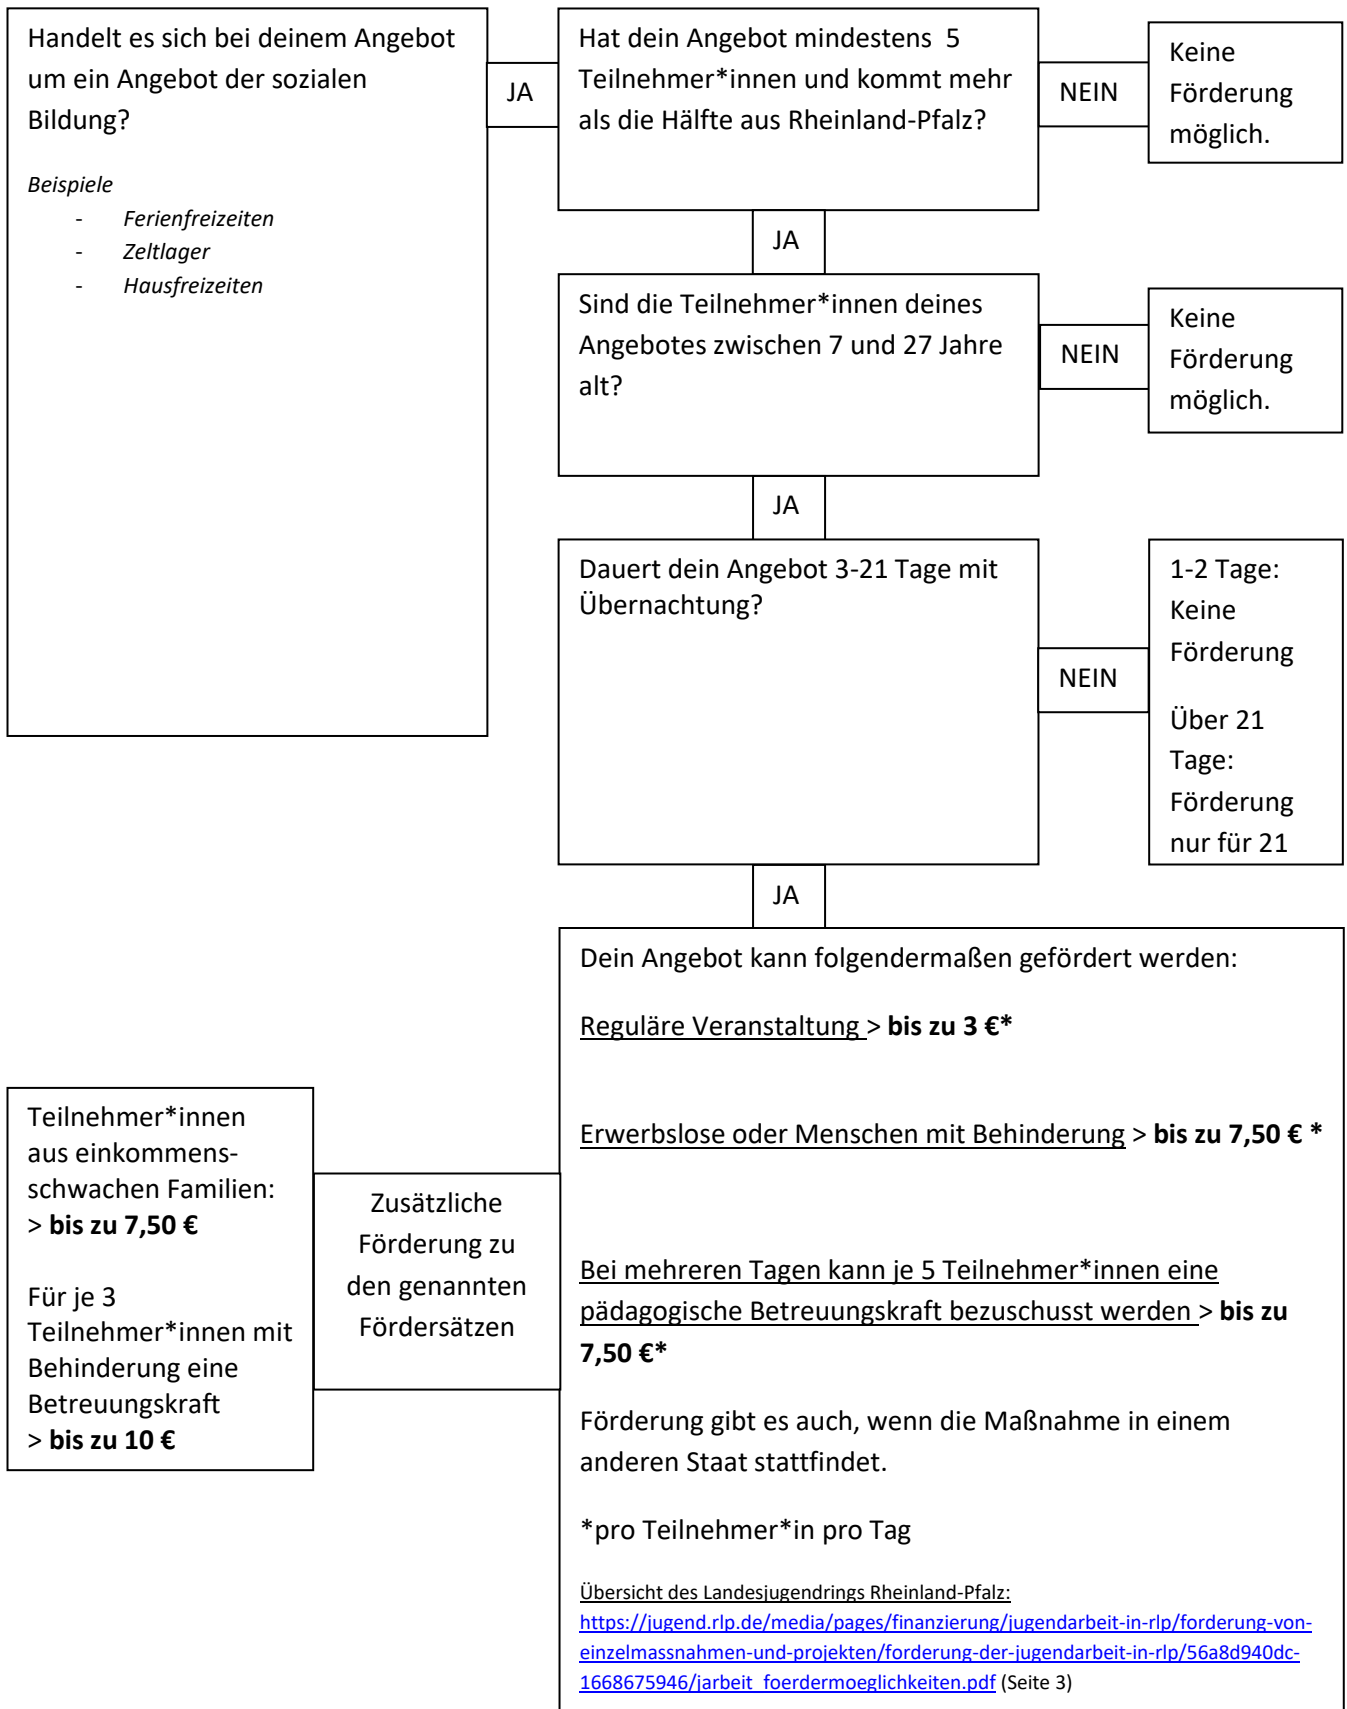 Handelt es sich bei deinem Angebot
um ein Angebot der sozialen
Bildung?
Beispiele
- Ferienfreizeiten
- Zeltlager
- Hausfreizeiten
JA
Hat dein Angebot mindestens  5
Teilnehmer*innen und kommt mehr
als die Hälfte aus Rheinland-Pfalz?
NEIN
Keine
Förderung
möglich.
JA
Sind die Teilnehmer*innen deines
Angebotes zwischen 7 und 27 Jahre
alt?
NEIN
Keine
Förderung
möglich.
JA
Dauert dein Angebot 3-21 Tage mit
Übernachtung?
NEIN
1-2 Tage:
Keine
Förderung
Über 21
Tage:
Förderung
nur für 21
JA
Dein Angebot kann folgendermaßen gefördert werden:
Reguläre Veranstaltung > bis zu 3 €*
Erwerbslose oder Menschen mit Behinderung > bis zu 7,50 € *
Bei mehreren Tagen kann je 5 Teilnehmer*innen eine
pädagogische Betreuungskraft bezuschusst werden > bis zu
7,50 €*
Förderung gibt es auch, wenn die Maßnahme in einem
anderen Staat stattfindet.
*pro Teilnehmer*in pro Tag
Übersicht des Landesjugendrings Rheinland-Pfalz:
https://jugend.rlp.de/media/pages/finanzierung/jugendarbeit-in-rlp/forderung-von-
einzelmassnahmen-und-projekten/forderung-der-jugendarbeit-in-rlp/56a8d940dc-
1668675946/jarbeit_foerdermoeglichkeiten.pdf (Seite 3)
Zusätzliche
Förderung zu
den genannten
Fördersätzen
Teilnehmer*innen
aus einkommens-
schwachen Familien:
> bis zu 7,50 €
Für je 3
Teilnehmer*innen mit
Behinderung eine
Betreuungskraft
> bis zu 10 €